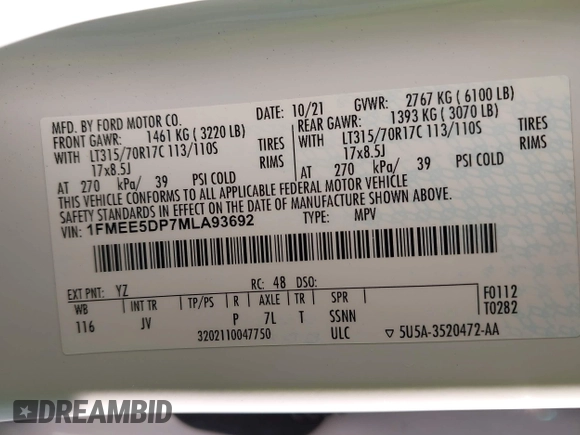 MFD. BY FORD MOTOR CO. DATE: 10/21 GVWR: 2767 KG ( 6100 LB)
FRONT GAWR: 1461 KG ( 3220 LB) REAR GAWR: 1393 KG ( 3070 LB)
WITH LT315/70R17C 113/110S TIRES WITH LT315/70R17C 113/110S TIRES
17x8.5J RIMS 17x8.5J RIMS
AT 270 kPa/ 39 PSI COLD AT 270 kPa/ 39 PSI COLD
THIS VEHICLE CONFORMS TO ALL APPLICABLE FEDERAL MOTOR VEHICLE
SAFETY STANDARDS IN EFFECT ON THE DATE OF MANUFACTURE SHOWN ABOVE.
VIN: 1FMEE5DP7MLA93692 TYPE: MPV
EXT PNT: YZ RC: 48 DSO:
WB INT TR TP/PS R AXLE TR SPR F0112
116 JV P 7L T SSNN T0282
3202110047750 ULC ▽ 5U5A-3520472-AA
DREAMBID